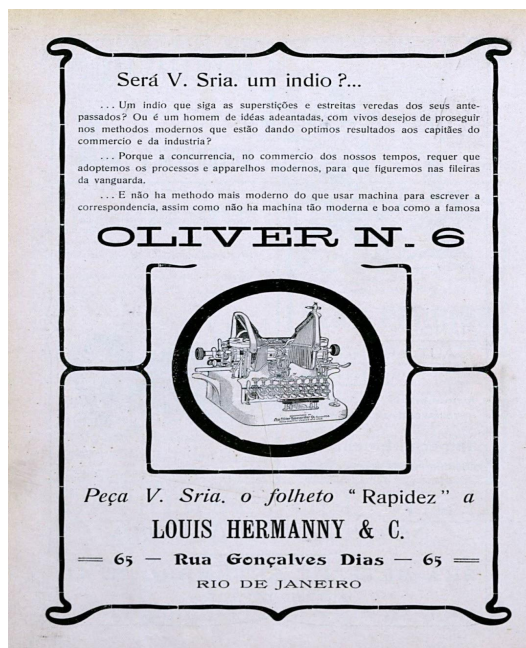 Será V. Sria. um indio ?...
... Um indio que siga as superstições e estreitas veredas dos seus ante-
passados? Ou é um homem de idéas adeantadas, com vivos desejos de proseguir
nos methodos modernos que estão dando optimos resultados aos capitães do
commercio e da industria?
... Porque a concurrencia, no commercio dos nossos tempos, requer que
adoptemos os processos e apparelhos modernos, para que figuremos nas fileiras
da vanguarda.
... E não ha methodo mais moderno do que usar machina para escrever a
correspondencia, assim como não ha machina tão moderna e boa como a famosa
OLIVER N. 6
Peça V. Sria. o folheto "Rapidez" a
LOUIS HERMANNY & C.
65 — Rua Gonçalves Dias — 65
RIO DE JANEIRO